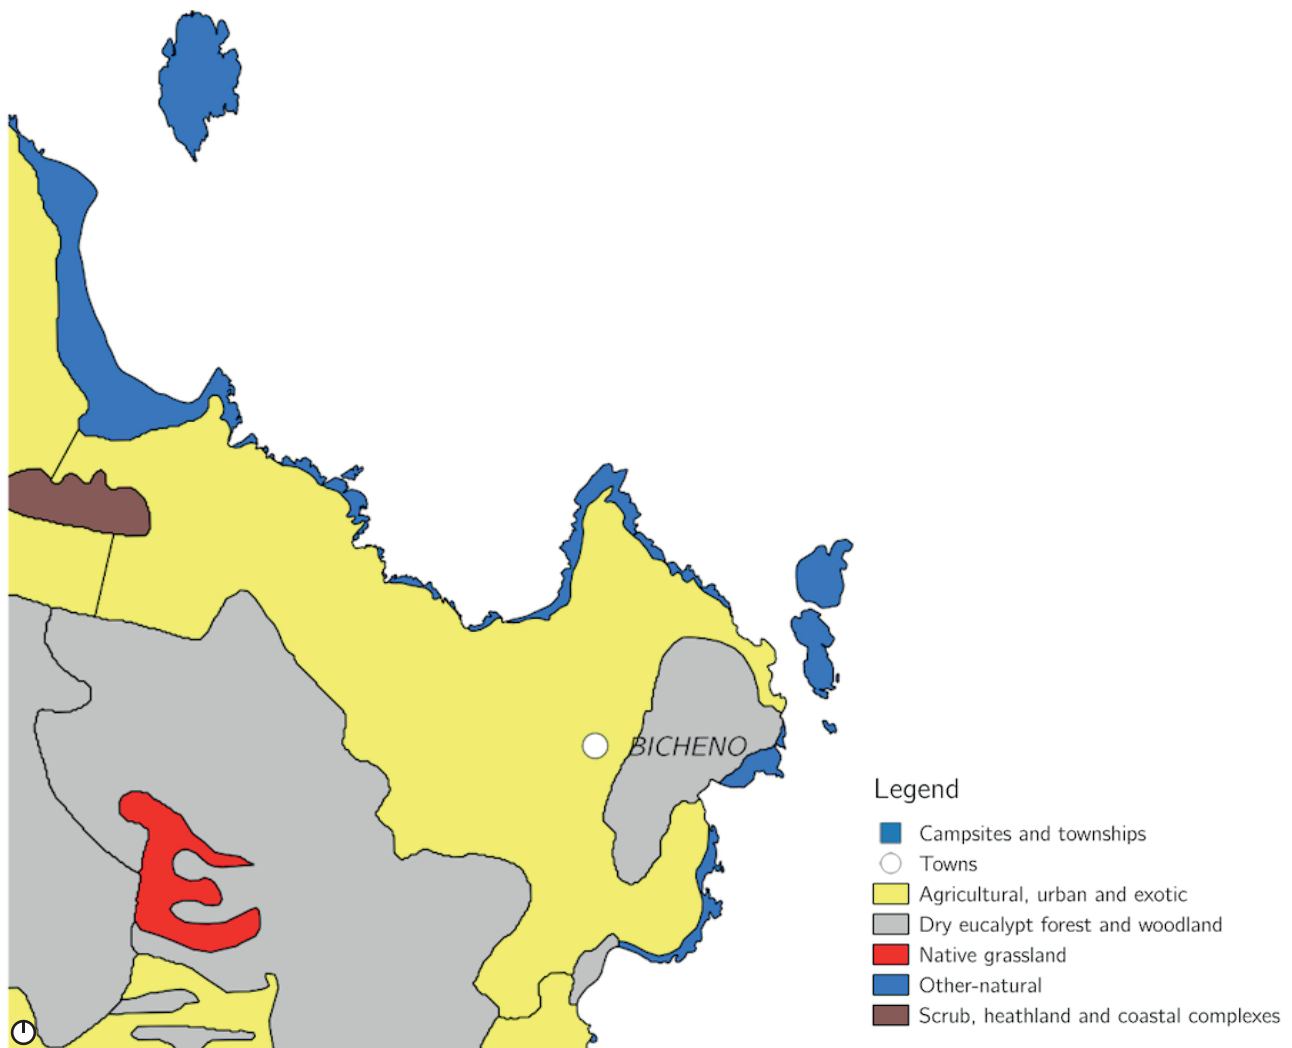 BICHENO
Legend
Campsites and townships
Towns
Agricultural, urban and exotic
Dry eucalypt forest and woodland
Native grassland
Other-natural
Scrub, heathland and coastal complexes